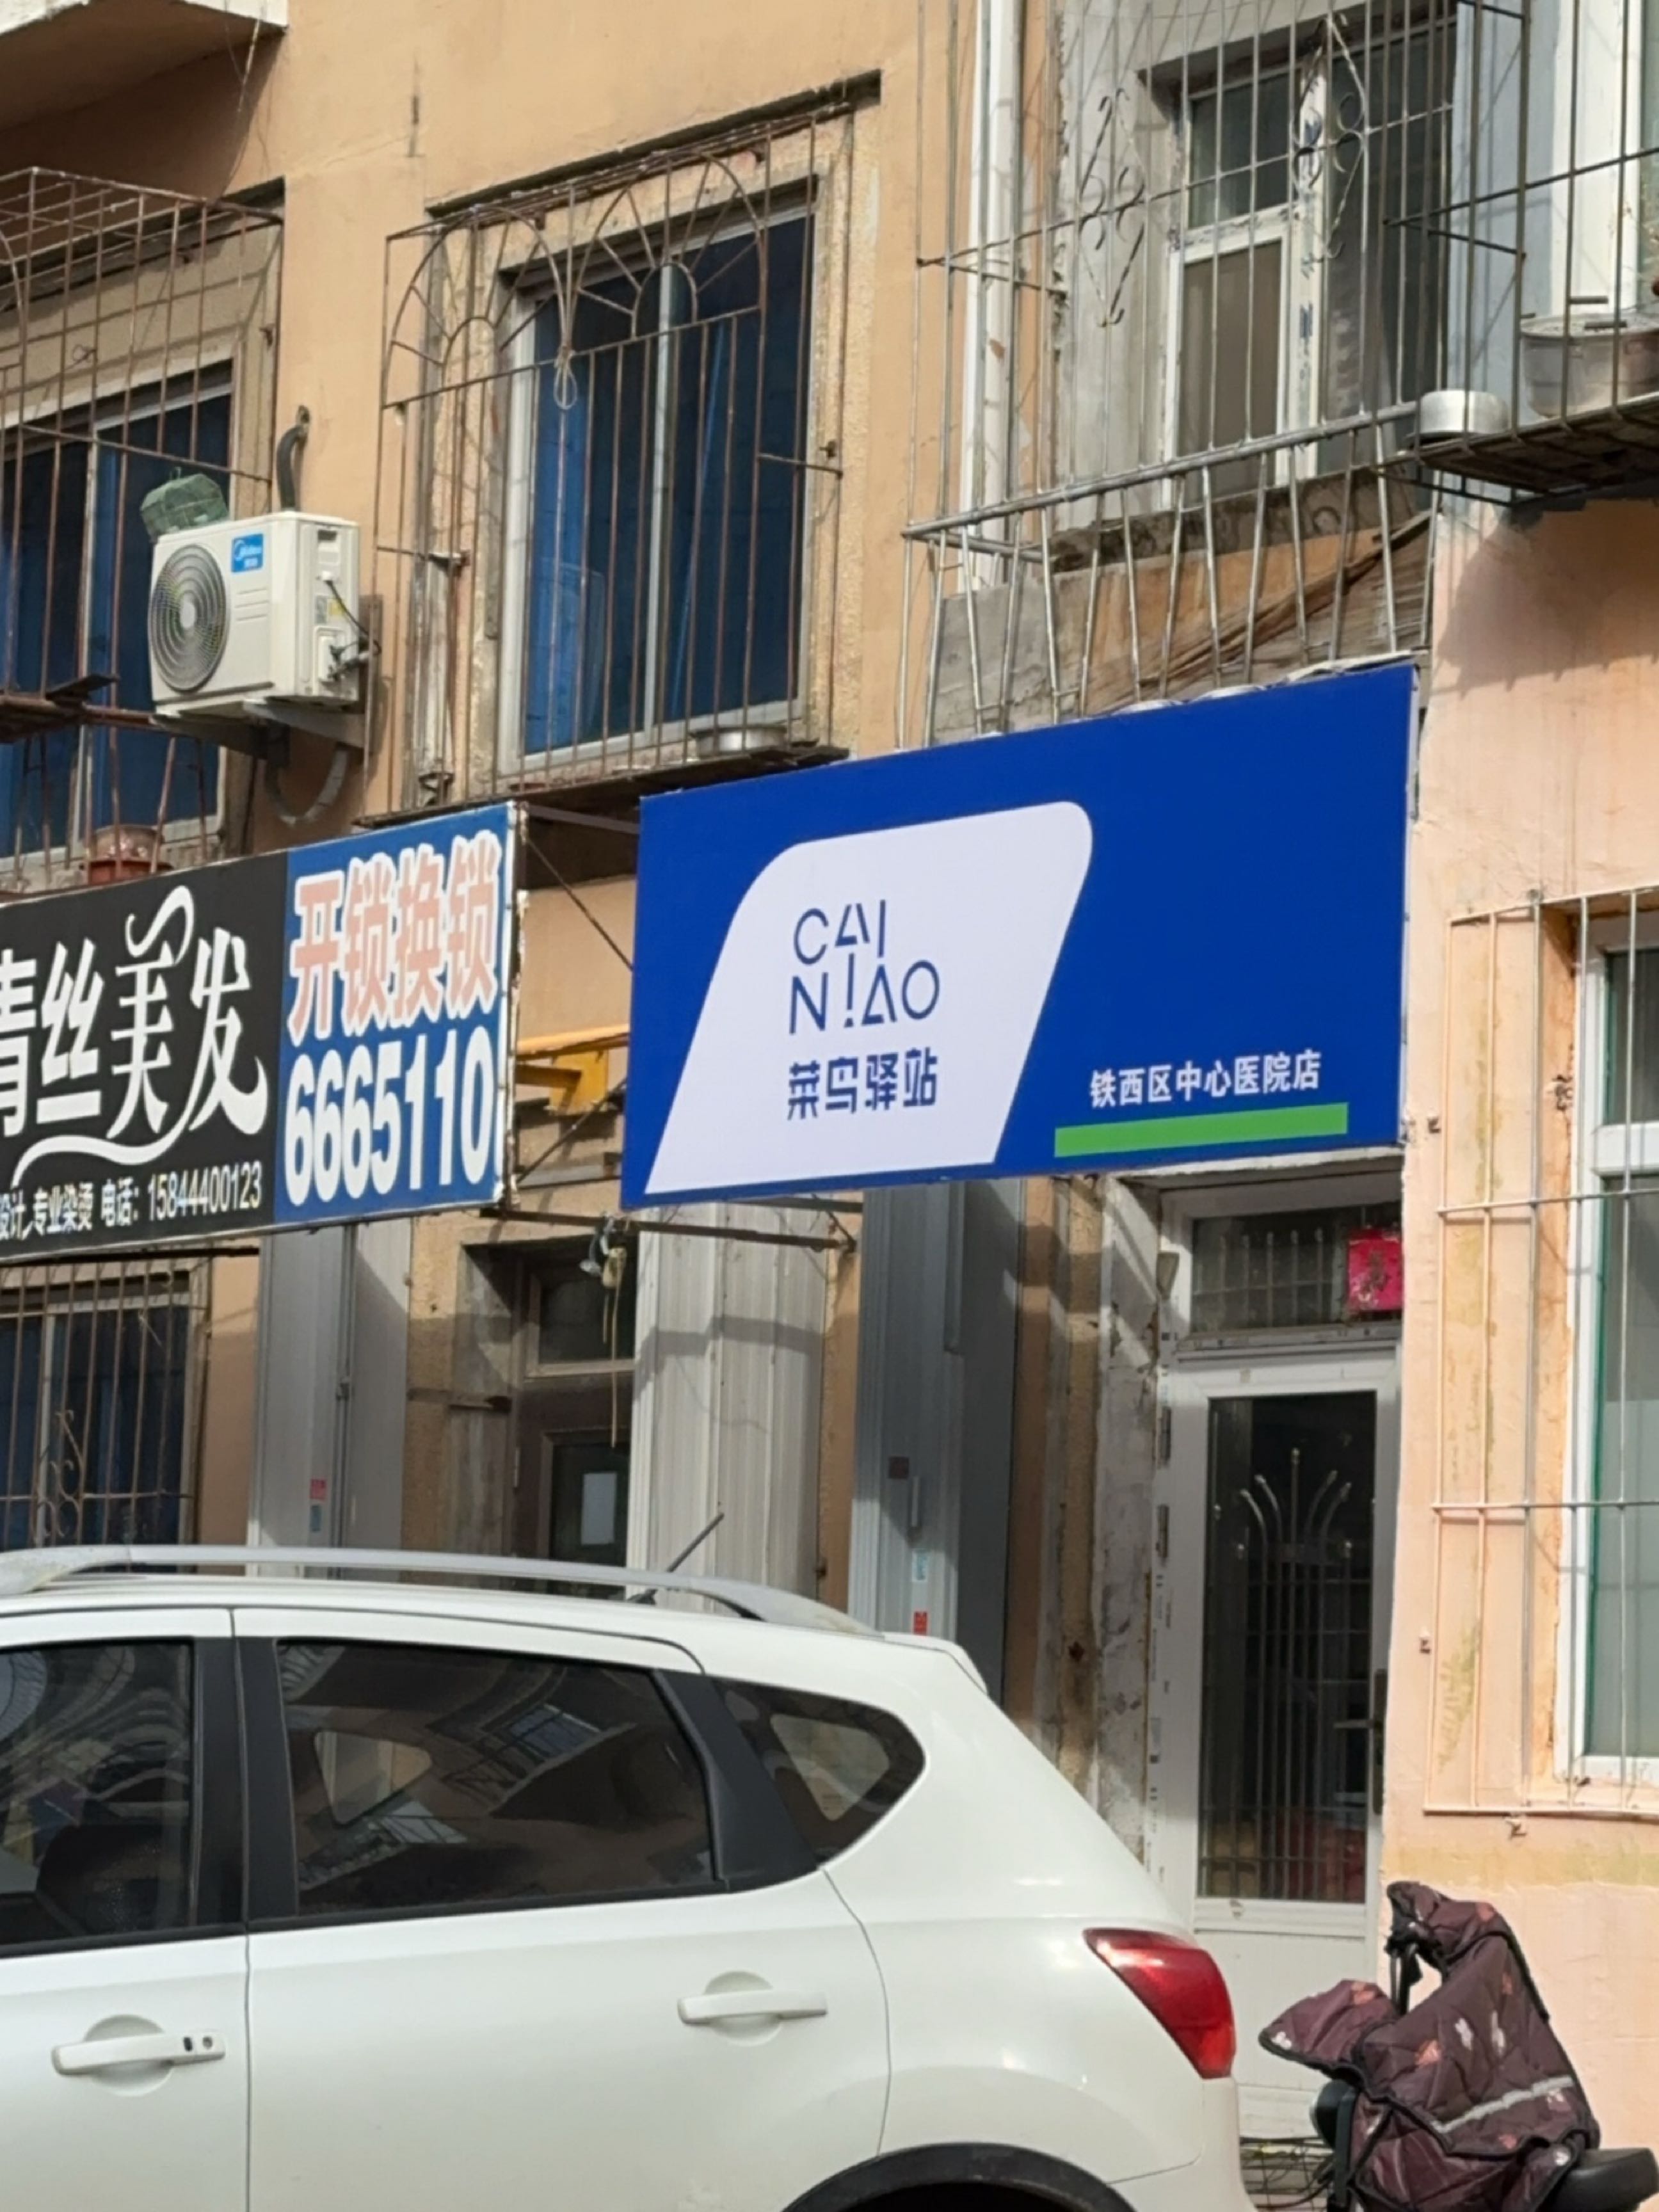 青丝美发
设计,专业染烫 电话: 15844400123
开锁换锁
6665110
CAI
NIAO
菜鸟驿站
铁西区中心医院店
Midea